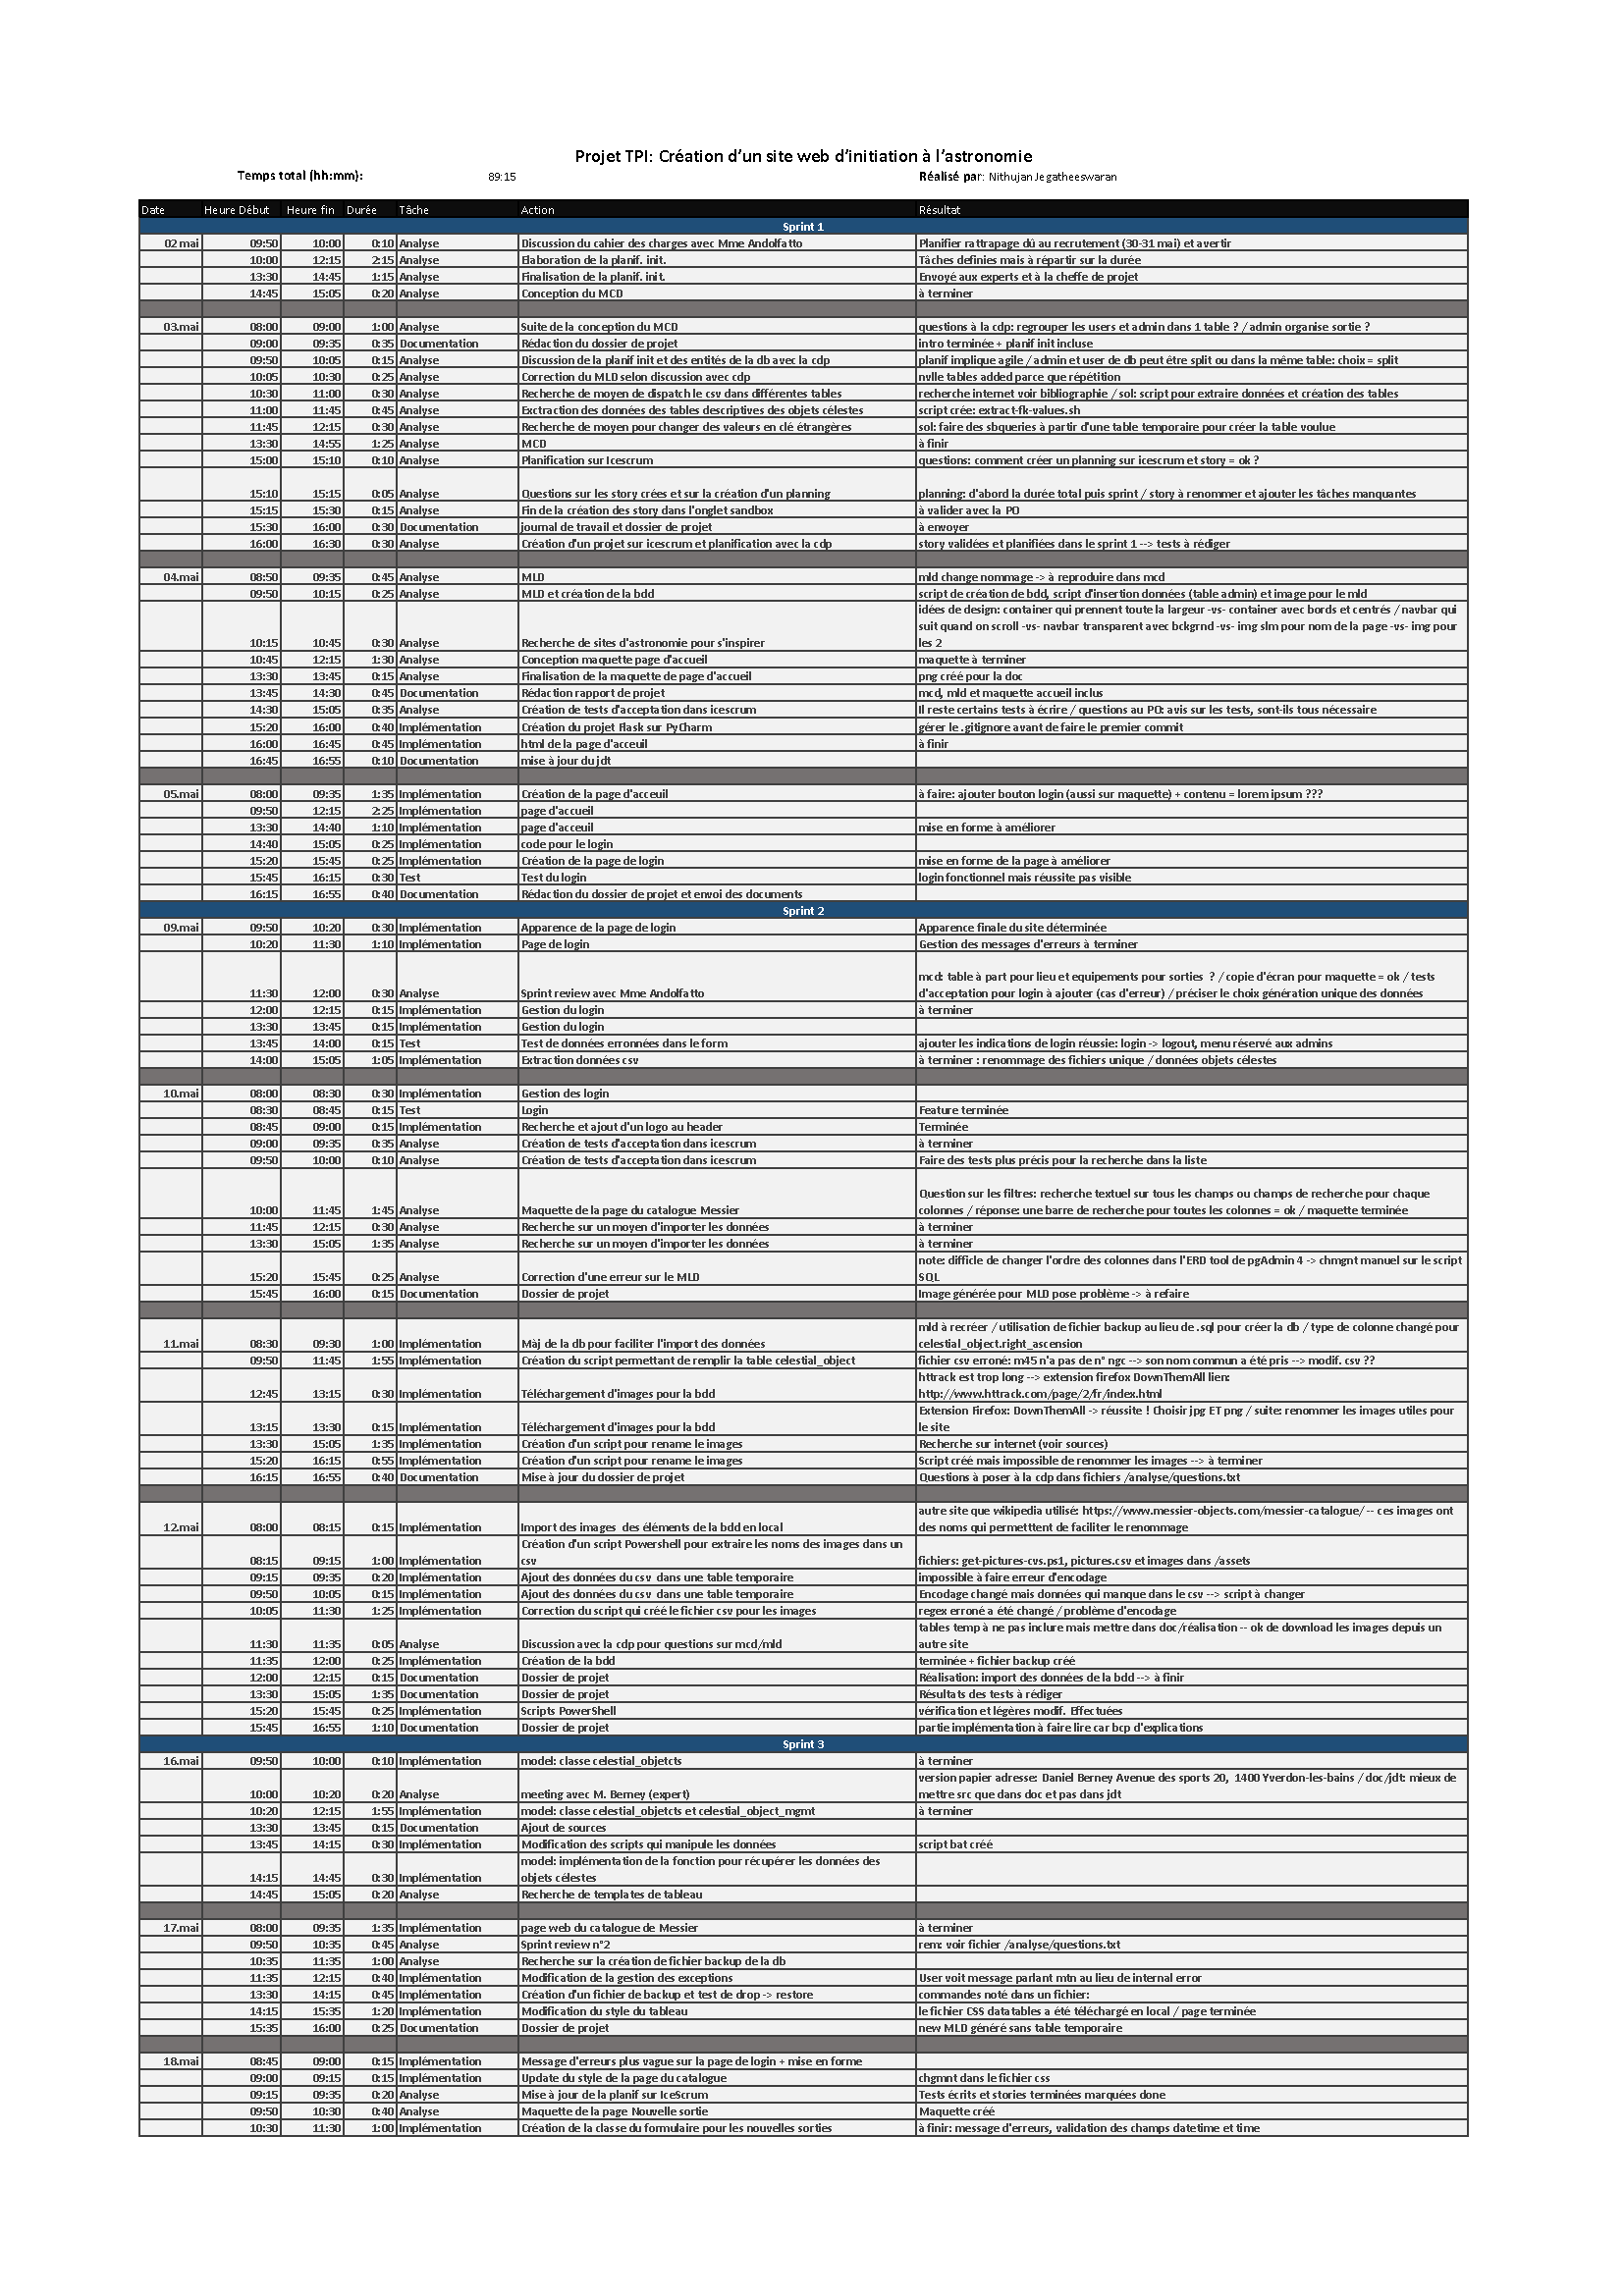 Projet TPI: Création d'un site web d'initiation à l'astronomie
Temps total (hh:mm): 89:15 Réalisé par: Nithujan Jegatheeswaran
Date Heure Début Heure fin Durée Tâche Action Résultat
Sprint 1
02 mai 09:50 10:00 0:10 Analyse Discussion du cahier des charges avec Mme Andolfatto Planifier rattrapage dû au recrutement (30-31 mai) et avertir
10:00 12:15 2:15 Analyse Elaboration de la planif. init. Tâches definies mais à répartir sur la durée
13:30 14:45 1:15 Analyse Finalisation de la planif. init. Envoyé aux experts et à la cheffe de projet
14:45 15:05 0:20 Analyse Conception du MCD à terminer
03.mai 08:00 09:00 1:00 Analyse Suite de la conception du MCD questions à la cdp: regrouper les users et admin dans 1 table ? / admin organise sortie ?
09:00 09:35 0:35 Documentation Rédaction du dossier de projet intro terminée + planif init incluse
09:50 10:05 0:15 Analyse Discussion de la planif init et des entités de la db avec la cdp planif implique agile / admin et user de db peut être split ou dans la même table: choix = split
10:05 10:30 0:25 Analyse Correction du MLD selon discussion avec cdp nvlle tables added parce que répétition
10:30 11:00 0:30 Analyse Recherche de moyen de dispatch le csv dans différentes tables recherche internet voir bibliographie / sol: script pour extraire données et création des tables
11:00 11:45 0:45 Analyse Exctraction des données des tables descriptives des objets célestes script crée: extract-fk-values.sh
11:45 12:15 0:30 Analyse Recherche de moyen pour changer des valeurs en clé étrangères sol: faire des sbqueries à partir d'une table temporaire pour créer la table voulue
13:30 14:55 1:25 Analyse MCD à finir
15:00 15:10 0:10 Analyse Planification sur Icescrum questions: comment créer un planning sur icescrum et story = ok ?
15:10 15:15 0:05 Analyse Questions sur les story crées et sur la création d'un planning planning: d'abord la durée total puis sprint / story à renommer et ajouter les tâches manquantes
15:15 15:30 0:15 Analyse Fin de la création des story dans l'onglet sandbox à valider avec la PO
15:30 16:00 0:30 Documentation journal de travail et dossier de projet à envoyer
16:00 16:30 0:30 Analyse Création d'un projet sur icescrum et planification avec la cdp story validées et planifiées dans le sprint 1 --> tests à rédiger
04.mai 08:50 09:35 0:45 Analyse MLD mld change nommage -> à reproduire dans mcd
09:50 10:15 0:25 Analyse MLD et création de la bdd script de création de bdd, script d'insertion données (table admin) et image pour le mld
idées de design: container qui prennent toute la largeur -vs- container avec bords et centrés / navbar qui
suit quand on scroll -vs- navbar transparent avec bckgrnd -vs- img slm pour nom de la page -vs- img pour
10:15 10:45 0:30 Analyse Recherche de sites d'astronomie pour s'inspirer les 2
10:45 12:15 1:30 Analyse Conception maquette page d'accueil maquette à terminer
13:30 13:45 0:15 Analyse Finalisation de la maquette de page d'accueil png créé pour la doc
13:45 14:30 0:45 Documentation Rédaction rapport de projet mcd, mld et maquette accueil inclus
14:30 15:05 0:35 Analyse Création de tests d'acceptation dans icescrum Il reste certains tests à écrire / questions au PO: avis sur les tests, sont-ils tous nécessaire
15:20 16:00 0:40 Implémentation Création du projet Flask sur PyCharm gérer le .gitignore avant de faire le premier commit
16:00 16:45 0:45 Implémentation html de la page d'acceuil à finir
16:45 16:55 0:10 Documentation mise à jour du jdt
05.mai 08:00 09:35 1:35 Implémentation Création de la page d'acceuil à faire: ajouter bouton login (aussi sur maquette) + contenu = lorem ipsum ???
09:50 12:15 2:25 Implémentation page d'accueil
13:30 14:40 1:10 Implémentation page d'acceuil mise en forme à améliorer
14:40 15:05 0:25 Implémentation code pour le login
15:20 15:45 0:25 Implémentation Création de la page de login mise en forme de la page à améliorer
15:45 16:15 0:30 Test Test du login login fonctionnel mais réussite pas visible
16:15 16:55 0:40 Documentation Rédaction du dossier de projet et envoi des documents
Sprint 2
09.mai 09:50 10:20 0:30 Implémentation Apparence de la page de login Apparence finale du site déterminée
10:20 11:30 1:10 Implémentation Page de login Gestion des messages d'erreurs à terminer
mcd: table à part pour lieu et equipements pour sorties ? / copie d'écran pour maquette = ok / tests
11:30 12:00 0:30 Analyse Sprint review avec Mme Andolfatto d'acceptation pour login à ajouter (cas d'erreur) / préciser le choix génération unique des données
12:00 12:15 0:15 Implémentation Gestion du login à terminer
13:30 13:45 0:15 Implémentation Gestion du login
13:45 14:00 0:15 Test Test de données erronnées dans le form ajouter les indications de login réussie: login -> logout, menu réservé aux admins
14:00 15:05 1:05 Implémentation Extraction données csv à terminer : renommage des fichiers unique / données objets célestes
10.mai 08:00 08:30 0:30 Implémentation Gestion des login
08:30 08:45 0:15 Test Login Feature terminée
08:45 09:00 0:15 Implémentation Recherche et ajout d'un logo au header Terminée
09:00 09:35 0:35 Analyse Création de tests d'acceptation dans icescrum à terminer
09:50 10:00 0:10 Analyse Création de tests d'acceptation dans icescrum Faire des tests plus précis pour la recherche dans la liste
Question sur les filtres: recherche textuel sur tous les champs ou champs de recherche pour chaque
10:00 11:45 1:45 Analyse Maquette de la page du catalogue Messier colonnes / réponse: une barre de recherche pour toutes les colonnes = ok / maquette terminée
11:45 12:15 0:30 Analyse Recherche sur un moyen d'importer les données à terminer
13:30 15:05 1:35 Analyse Recherche sur un moyen d'importer les données à terminer
note: difficle de changer l'ordre des colonnes dans l'ERD tool de pgAdmin 4 -> chmgnt manuel sur le script
15:20 15:45 0:25 Analyse Correction d'une erreur sur le MLD SQL
15:45 16:00 0:15 Documentation Dossier de projet Image générée pour MLD pose problème -> à refaire
mld à recréer / utilisation de fichier backup au lieu de .sql pour créer la db / type de colonne changé pour
11.mai 08:30 09:30 1:00 Implémentation Màj de la db pour faciliter l'import des données celestial_object.right_ascension
09:50 11:45 1:55 Implémentation Création du script permettant de remplir la table celestial_object fichier csv erroné: m45 n'a pas de n° ngc --> son nom commun a été pris --> modif. csv ??
httrack est trop long --> extension firefox DownThemAll lien:
12:45 13:15 0:30 Implémentation Téléchargement d'images pour la bdd http://www.httrack.com/page/2/fr/index.html
Extension Firefox: DownThemAll -> réussite ! Choisir jpg ET png / suite: renommer les images utiles pour
13:15 13:30 0:15 Implémentation Téléchargement d'images pour la bdd le site
13:30 15:05 1:35 Implémentation Création d'un script pour rename le images Recherche sur internet (voir sources)
15:20 16:15 0:55 Implémentation Création d'un script pour rename le images Script créé mais impossible de renommer les images --> à terminer
16:15 16:55 0:40 Documentation Mise à jour du dossier de projet Questions à poser à la cdp dans fichiers /analyse/questions.txt
autre site que wikipedia utilisé: https://www.messier-objects.com/messier-catalogue/ -- ces images ont
12.mai 08:00 08:15 0:15 Implémentation Import des images des éléments de la bdd en local des noms qui permetttent de faciliter le renommage
Création d'un script Powershell pour extraire les noms des images dans un
08:15 09:15 1:00 Implémentation csv fichiers: get-pictures-cvs.ps1, pictures.csv et images dans /assets
09:15 09:35 0:20 Implémentation Ajout des données du csv dans une table temporaire impossible à faire erreur d'encodage
09:50 10:05 0:15 Implémentation Ajout des données du csv dans une table temporaire Encodage changé mais données qui manque dans le csv --> script à changer
10:05 11:30 1:25 Implémentation Correction du script qui créé le fichier csv pour les images regex erroné a été changé / problème d'encodage
tables temp à ne pas inclure mais mettre dans doc/réalisation -- ok de download les images depuis un
11:30 11:35 0:05 Analyse Discussion avec la cdp pour questions sur mcd/mld autre site
11:35 12:00 0:25 Implémentation Création de la bdd terminée + fichier backup créé
12:00 12:15 0:15 Documentation Dossier de projet Réalisation: import des données de la bdd --> à finir
13:30 15:05 1:35 Documentation Dossier de projet Résultats des tests à rédiger
15:20 15:45 0:25 Implémentation Scripts PowerShell vérification et légères modif. Effectuées
15:45 16:55 1:10 Documentation Dossier de projet partie implémentation à faire lire car bcp d'explications
Sprint 3
16.mai 09:50 10:00 0:10 Implémentation model: classe celestial_objetcts à terminer
version papier adresse: Daniel Berney Avenue des sports 20, 1400 Yverdon-les-bains / doc/jdt: mieux de
10:00 10:20 0:20 Analyse meeting avec M. Berney (expert) mettre src que dans doc et pas dans jdt
10:20 12:15 1:55 Implémentation model: classe celestial_objetcts et celestial_object_mgmt à terminer
13:30 13:45 0:15 Documentation Ajout de sources
13:45 14:15 0:30 Implémentation Modification des scripts qui manipule les données script bat créé
model: implémentation de la fonction pour récupérer les données des
14:15 14:45 0:30 Implémentation objets célestes
14:45 15:05 0:20 Analyse Recherche de templates de tableau
17.mai 08:00 09:35 1:35 Implémentation page web du catalogue de Messier à terminer
09:50 10:35 0:45 Analyse Sprint review n°2 rem: voir fichier /analyse/questions.txt
10:35 11:35 1:00 Analyse Recherche sur la création de fichier backup de la db
11:35 12:15 0:40 Implémentation Modification de la gestion des exceptions User voit message parlant mtn au lieu de internal error
13:30 14:15 0:45 Implémentation Création d'un fichier de backup et test de drop -> restore commandes noté dans un fichier:
14:15 15:35 1:20 Implémentation Modification du style du tableau le fichier CSS datatables a été téléchargé en local / page terminée
15:35 16:00 0:25 Documentation Dossier de projet new MLD généré sans table temporaire
18.mai 08:45 09:00 0:15 Implémentation Message d'erreurs plus vague sur la page de login + mise en forme
09:00 09:15 0:15 Implémentation Update du style de la page du catalogue chgmnt dans le fichier css
09:15 09:35 0:20 Analyse Mise à jour de la planif sur IceScrum Tests écrits et stories terminées marquées done
09:50 10:30 0:40 Analyse Maquette de la page Nouvelle sortie Maquette créé
10:30 11:30 1:00 Implémentation Création de la classe du formulaire pour les nouvelles sorties à finir: message d'erreurs, validation des champs datetime et time